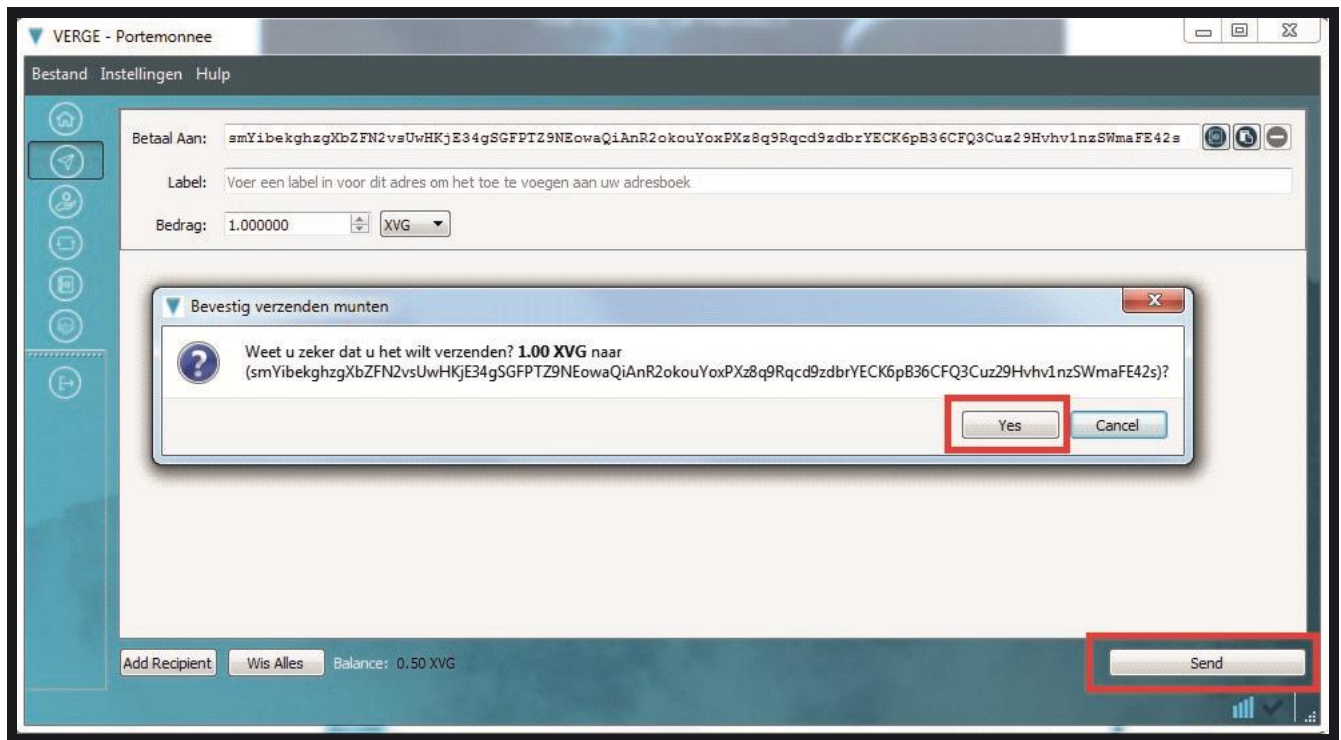 VERGE - Portemonnee
Bestand Instellingen Hulp
Betaal Aan: smYibekghzgXbZFN2vsUwHKjE34gSGFPTZ9NEowaQiAnR2okouYoxPXz8q9Rqcd9zdbrYECK6pB36CFQ3Cuz29Hvhv1nzSWmaFE42s
Label: Voer een label in voor dit adres om het toe te voegen aan uw adresboek
Bedrag: 1.000000 XVG
Bevestig verzenden munten
Weet u zeker dat u het wilt verzenden? 1.00 XVG naar
(smYibekghzgXbZFN2vsUwHKjE34gSGFPTZ9NEowaQiAnR2okouYoxPXz8q9Rqcd9zdbrYECK6pB36CFQ3Cuz29Hvhv1nzSWmaFE42s)?
Yes Cancel
Add Recipient Wis Alles Balance: 0.50 XVG Send